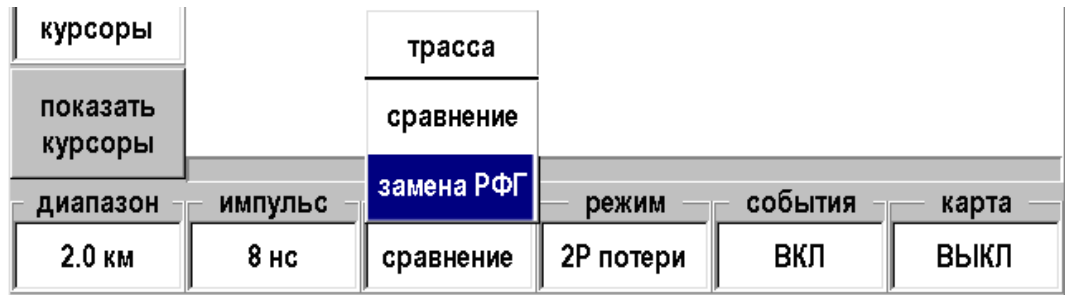 курсоры
трасса
показать
курсоры
сравнение
замена РФГ
диапазон импульс режим события карта
2.0 км 8 нс сравнение 2Р потери ВКЛ ВЫКЛ